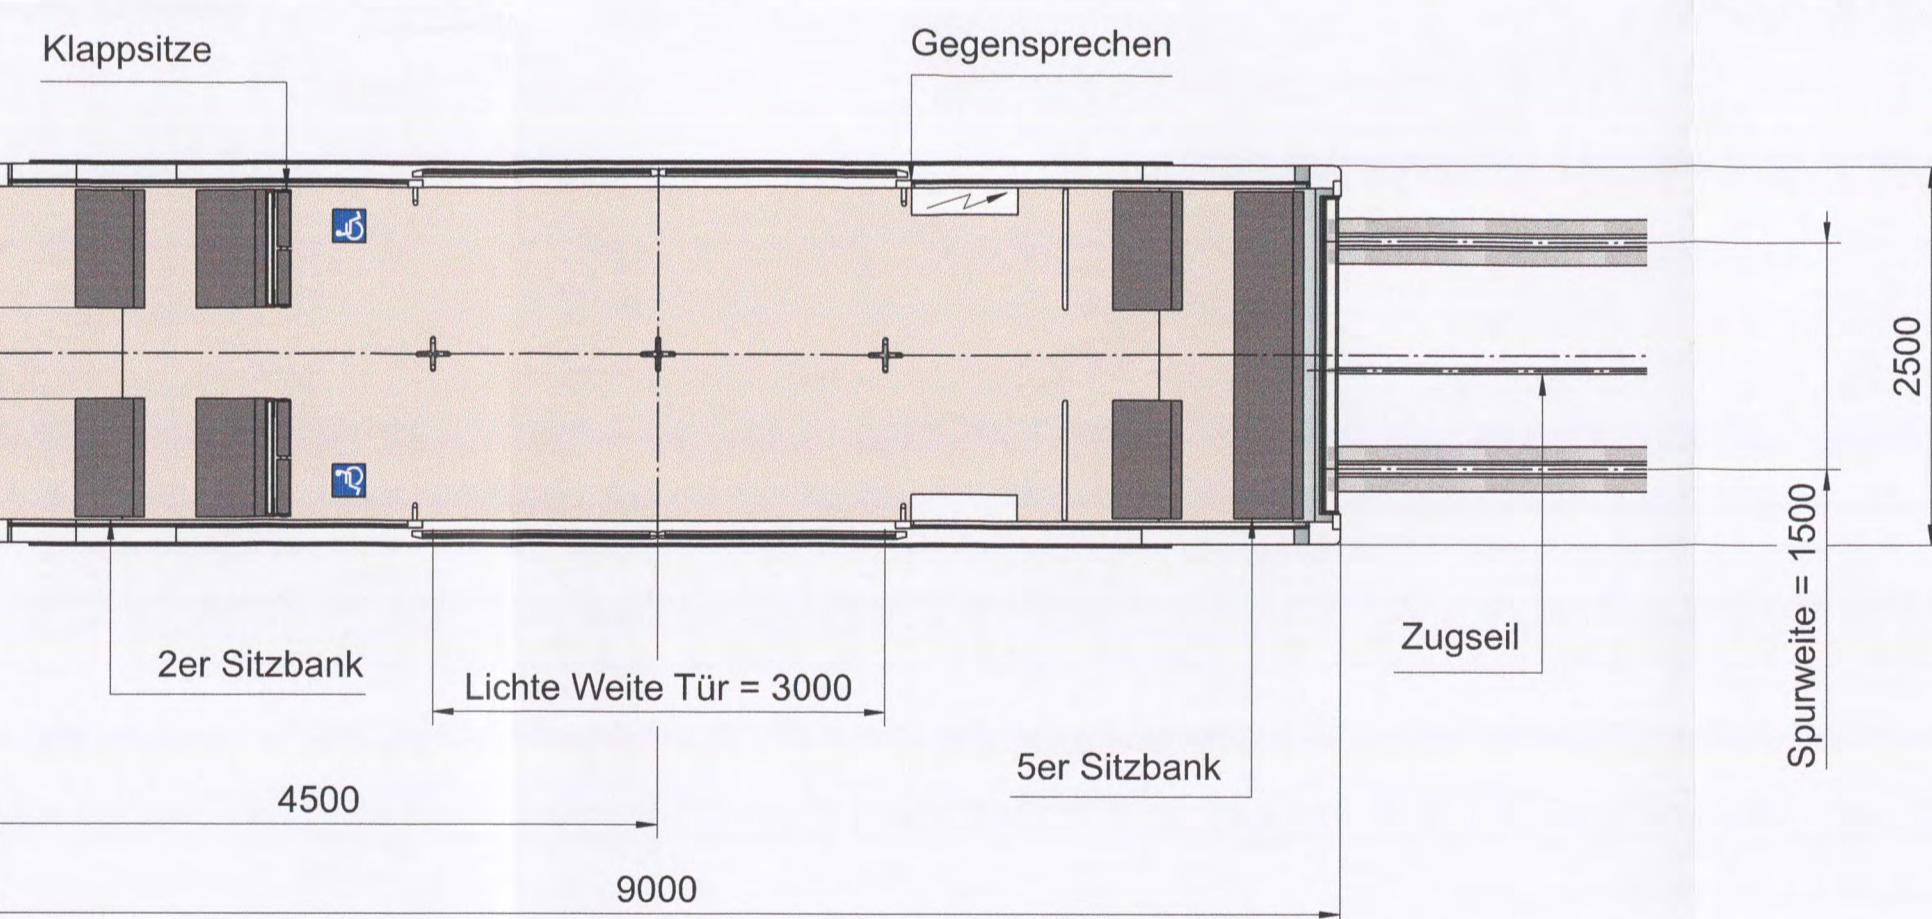 Klappsitze
Gegensprechen
2500
Spurweite = 1500
Zugseil
2er Sitzbank
Lichte Weite Tür = 3000
5er Sitzbank
4500
9000